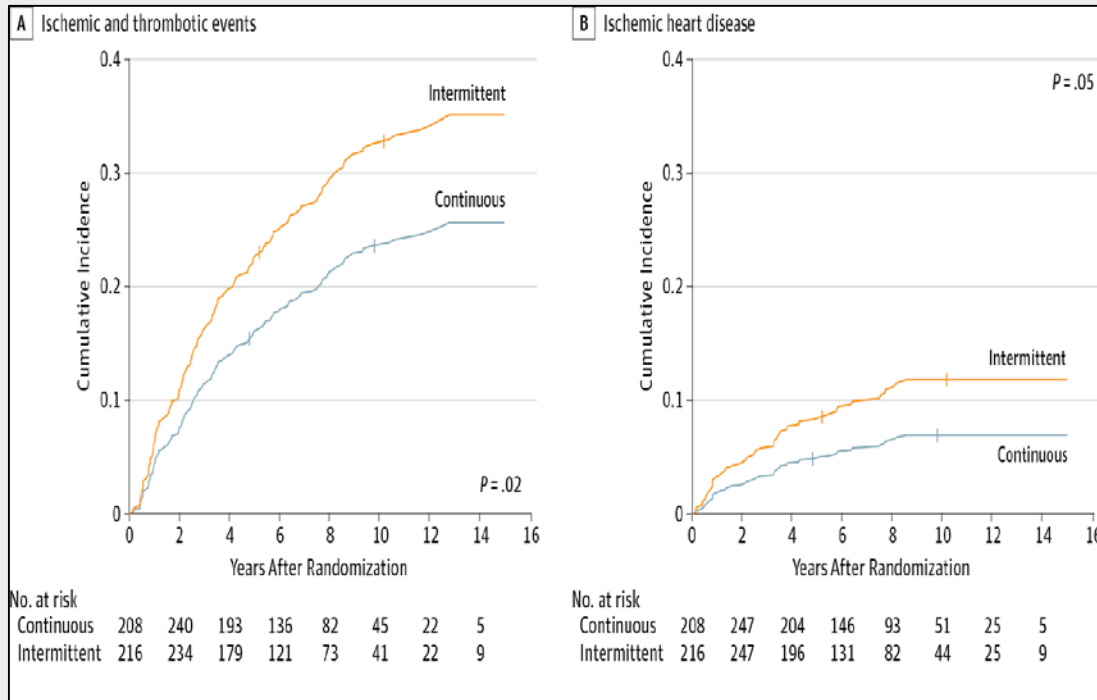 A Ischemic and thrombotic events
0.4
0.3
0.2
0.1
0
Cumulative Incidence
Intermittent
Continuous
P = .02
0 2 4 6 8 10 12 14 16
Years After Randomization
No. at risk
Continuous 208 240 193 136 82 45 22 5
Intermittent 216 234 179 121 73 41 22 9
B Ischemic heart disease
0.4
0.3
0.2
0.1
0
Cumulative Incidence
P = .05
Intermittent
Continuous
0 2 4 6 8 10 12 14 16
Years After Randomization
No. at risk
Continuous 208 247 204 146 93 51 25 5
Intermittent 216 247 196 131 82 44 25 9